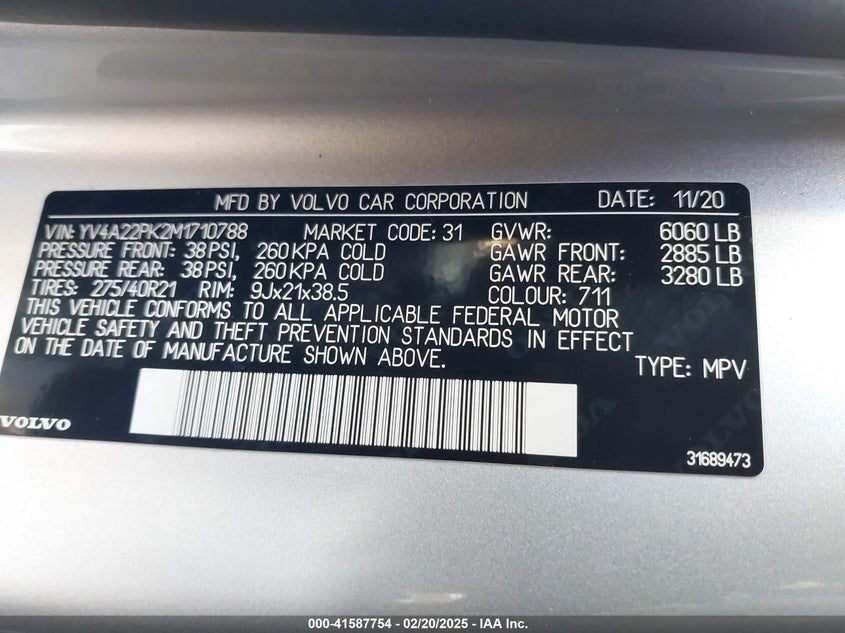 MFD BY VOLVO CAR CORPORATION DATE: 11/20
VIN: YV4A22PK2M1710788 MARKET CODE: 31 GVWR: 6060 LB
PRESSURE FRONT: 38 PSI, 260 KPA COLD GAWR FRONT: 2885 LB
PRESSURE REAR: 38 PSI, 260 KPA COLD GAWR REAR: 3280 LB
TIRES: 275/40R21 RIM: 9Jx21x38.5 COLOUR: 711
THIS VEHICLE CONFORMS TO ALL APPLICABLE FEDERAL MOTOR
VEHICLE SAFETY AND THEFT PREVENTION STANDARDS IN EFFECT
ON THE DATE OF MANUFACTURE SHOWN ABOVE.
TYPE: MPV
VOLVO
31689473
000-41587754 — 02/20/2025 — IAA Inc.